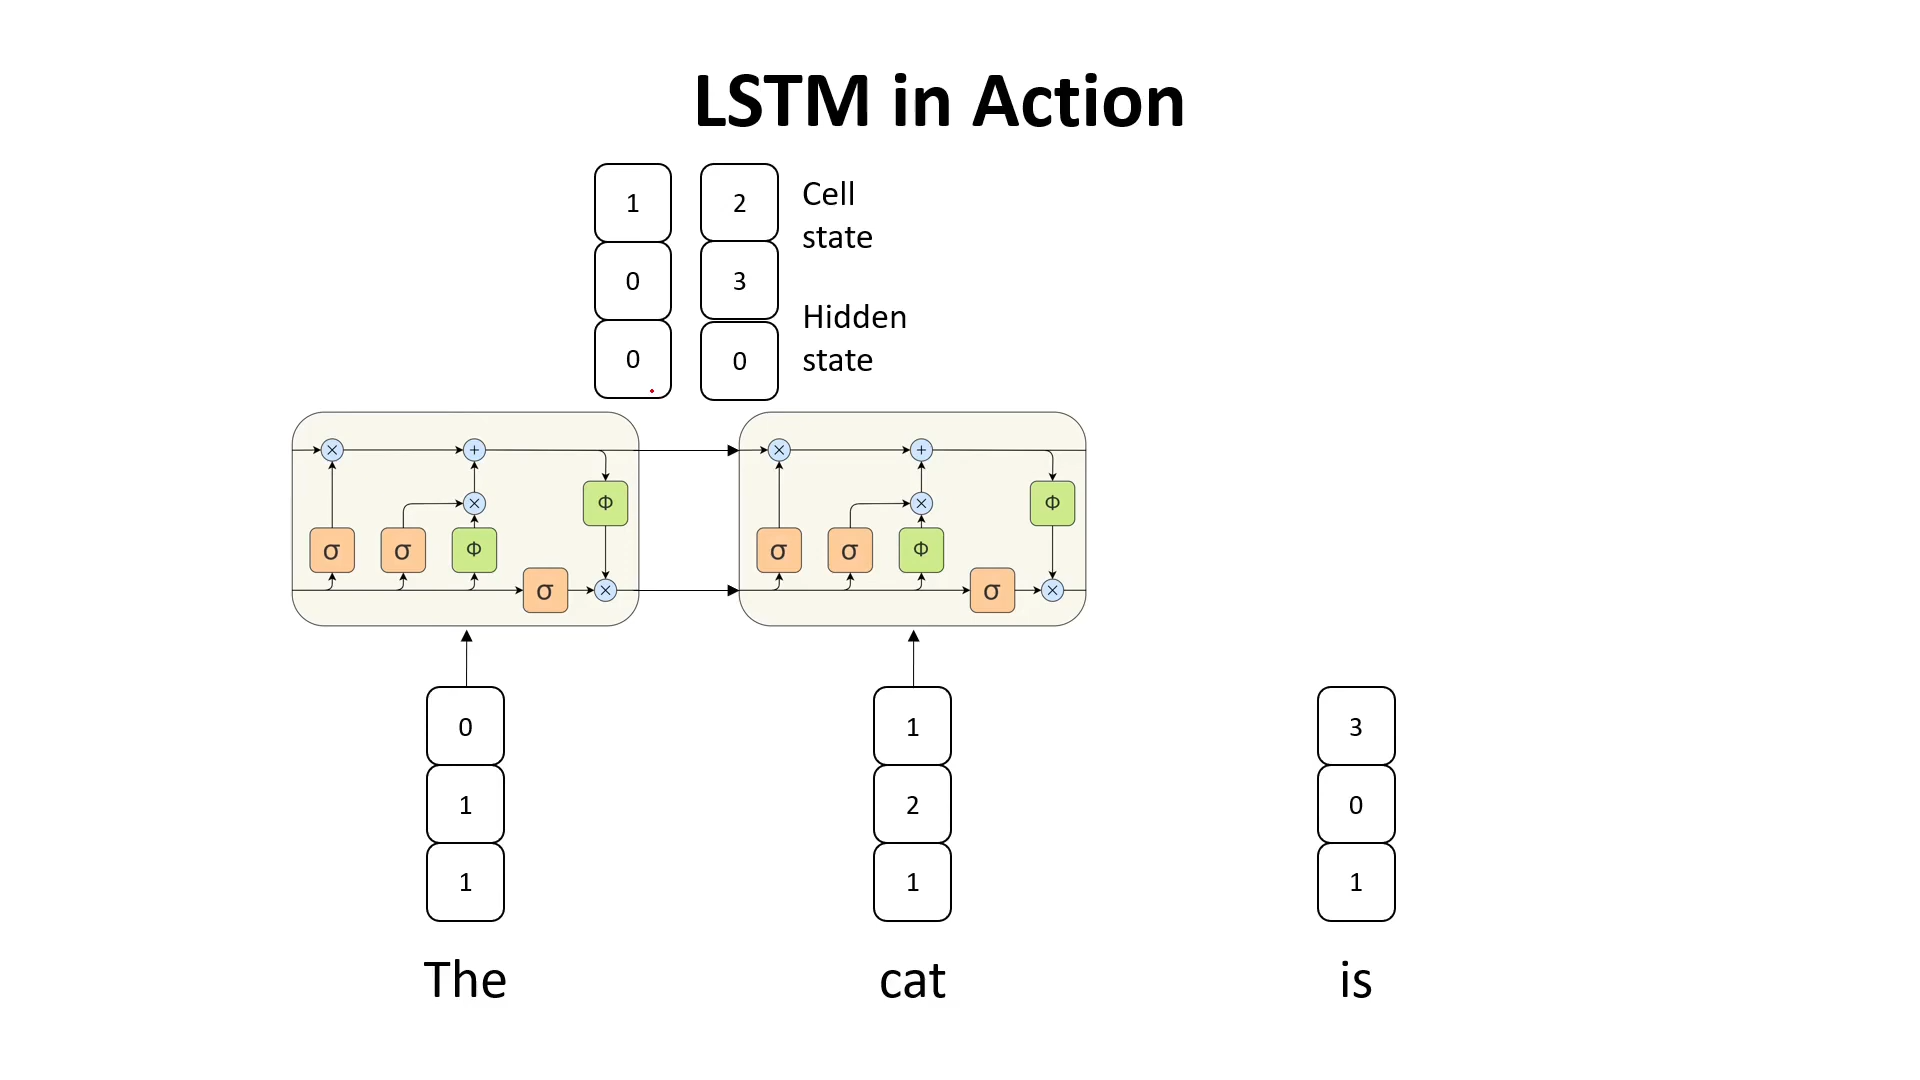 LSTM in Action
1 2 Cell
state
0 3
Hidden
state
0 0
× + × +
Φ Φ
× ×
σ σ Φ σ σ Φ
σ × σ ×
0 1 3
1 2 0
1 1 1
The cat is